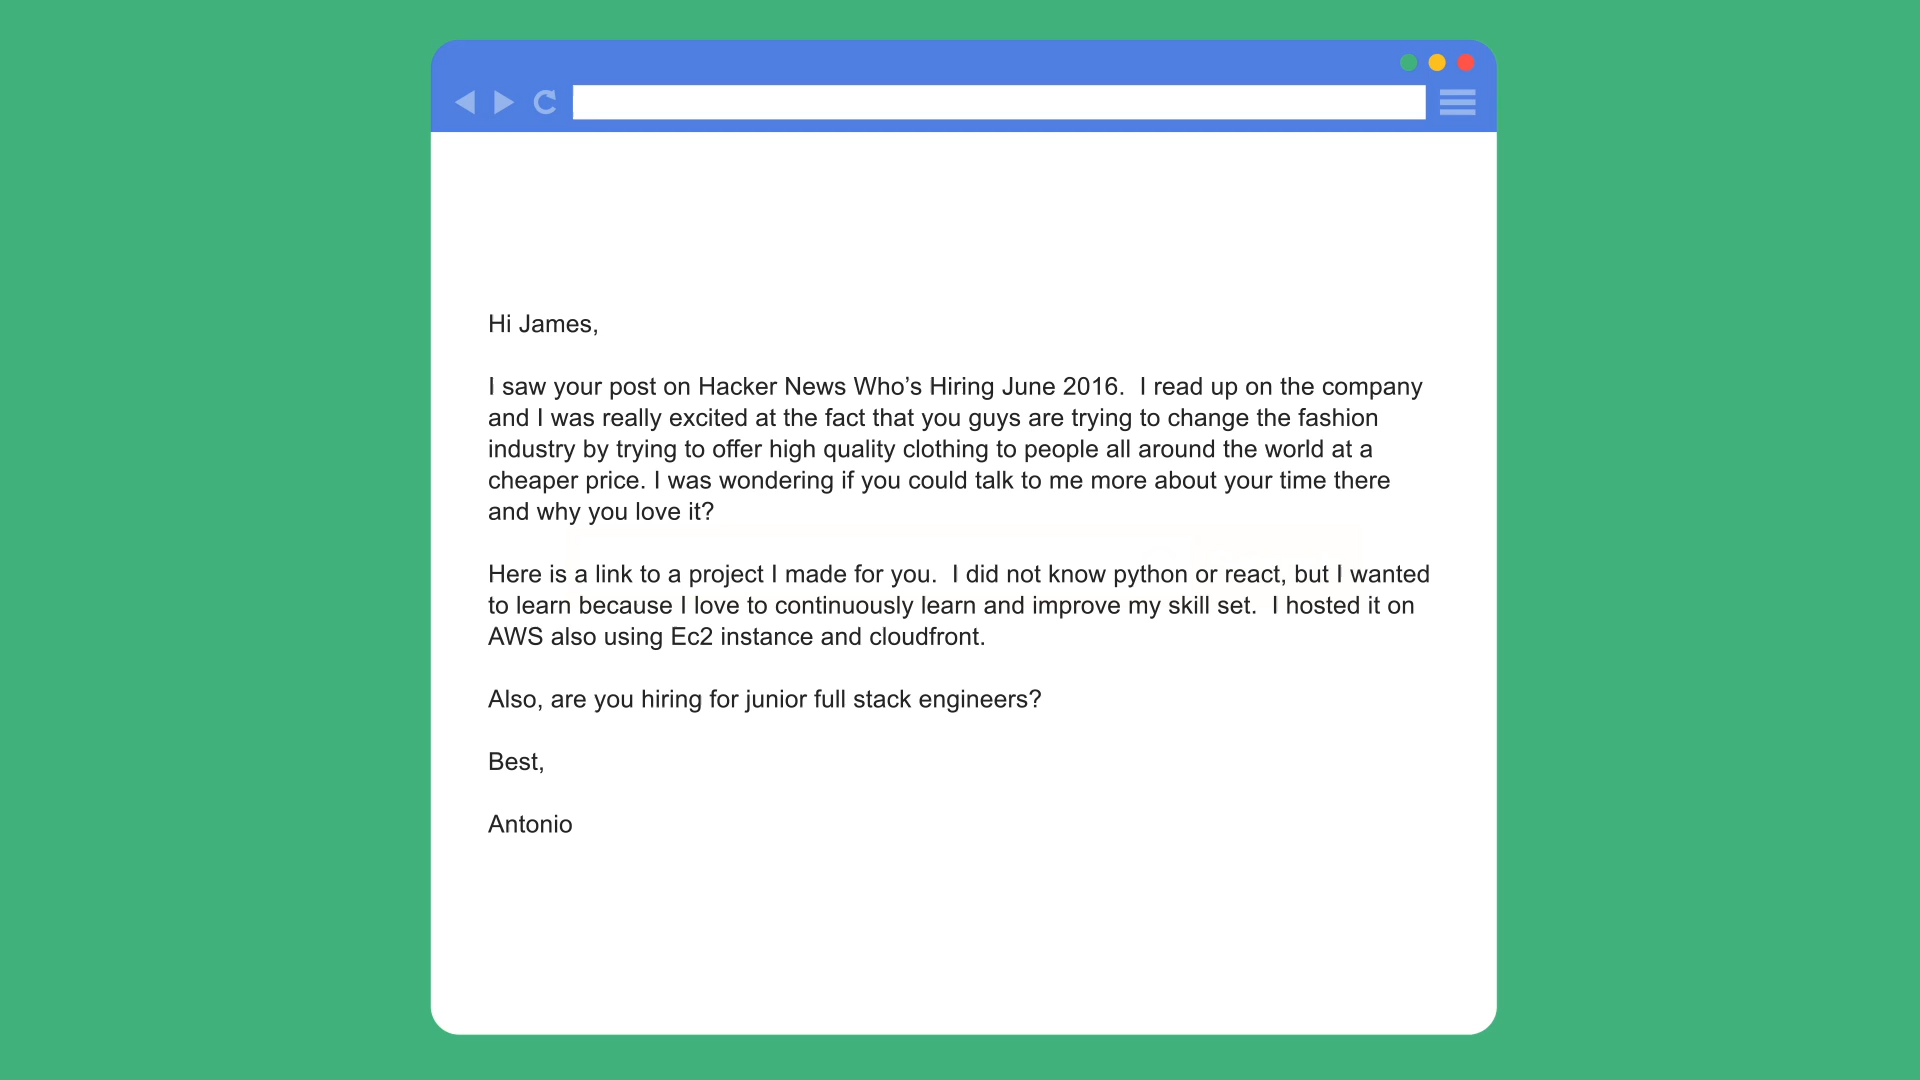 Hi James,
I saw your post on Hacker News Who’s Hiring June 2016.  I read up on the company
and I was really excited at the fact that you guys are trying to change the fashion
industry by trying to offer high quality clothing to people all around the world at a
cheaper price. I was wondering if you could talk to me more about your time there
and why you love it?
Here is a link to a project I made for you.  I did not know python or react, but I wanted
to learn because I love to continuously learn and improve my skill set.  I hosted it on
AWS also using Ec2 instance and cloudfront.
Also, are you hiring for junior full stack engineers?
Best,
Antonio